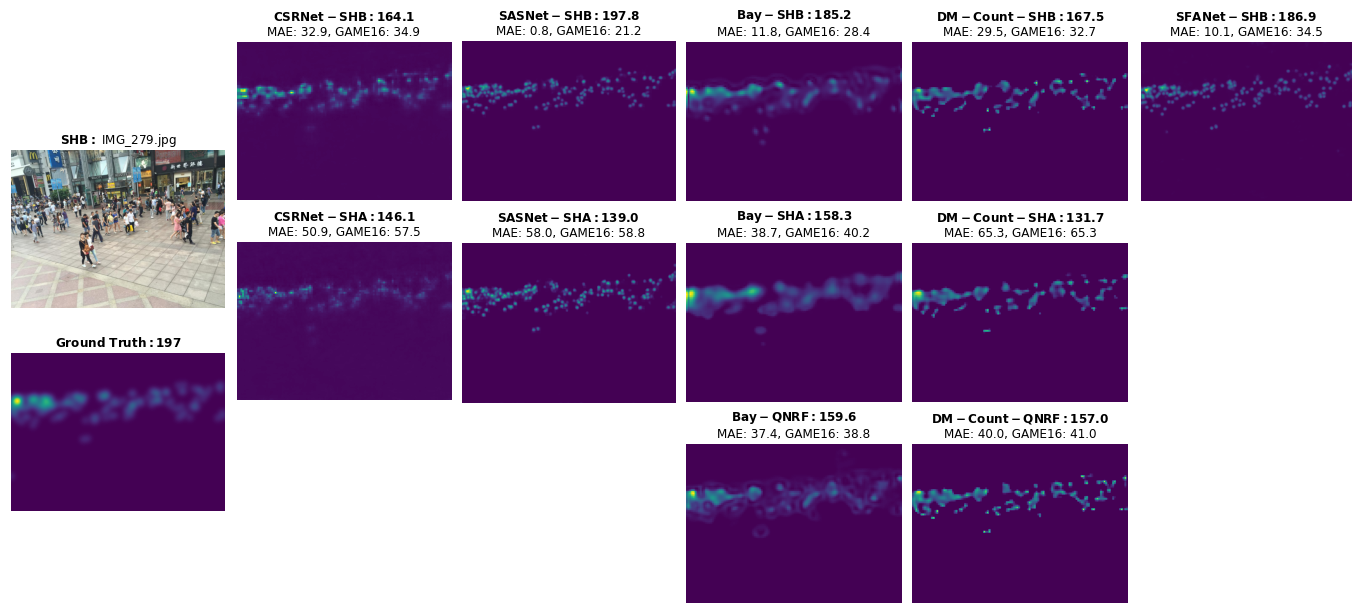 CSRNet − SHB : 164.1
MAE: 32.9, GAME16: 34.9
SASNet − SHB : 197.8
MAE: 0.8, GAME16: 21.2
Bay − SHB : 185.2
MAE: 11.8, GAME16: 28.4
DM − Count − SHB : 167.5
MAE: 29.5, GAME16: 32.7
SFANet − SHB : 186.9
MAE: 10.1, GAME16: 34.5
SHB : IMG_279.jpg
CSRNet − SHA : 146.1
MAE: 50.9, GAME16: 57.5
SASNet − SHA : 139.0
MAE: 58.0, GAME16: 58.8
Bay − SHA : 158.3
MAE: 38.7, GAME16: 40.2
DM − Count − SHA : 131.7
MAE: 65.3, GAME16: 65.3
Ground Truth : 197
Bay − QNRF : 159.6
MAE: 37.4, GAME16: 38.8
DM − Count − QNRF : 157.0
MAE: 40.0, GAME16: 41.0